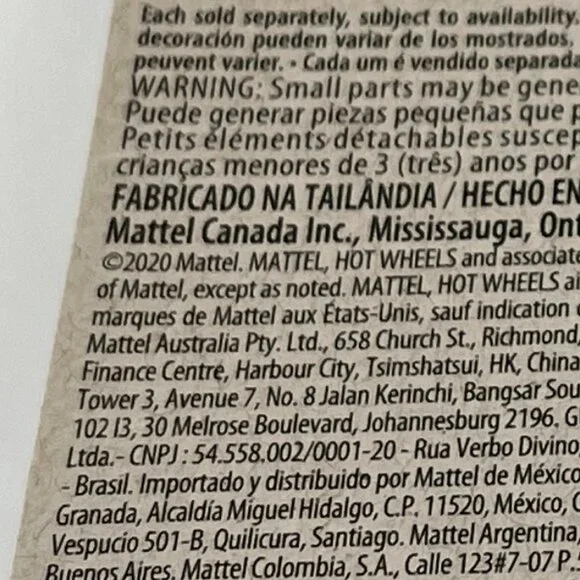 Each sold separately, subject to availability.
decoración pueden variar de los mostrados.
peuvent varier. • Cada um é vendido separada
WARNING: Small parts may be gene
Puede generar piezas pequeñas que p
Petits éléments détachables suscep
crianças menores de 3 (três) anos por
FABRICADO NA TAILÂNDIA / HECHO EN
Mattel Canada Inc., Mississauga, Ont
©2020 Mattel. MATTEL, HOT WHEELS and associate
of Mattel, except as noted. MATTEL, HOT WHEELS
marques de Mattel aux États-Unis, sauf indication
Mattel Australia Pty. Ltd., 658 Church St., Richmond,
Finance Centre, Harbour City, Tsimshatsui, HK, China
Tower 3, Avenue 7, No. 8 Jalan Kerinchi, Bangsar Sou
102 I3, 30 Melrose Boulevard, Johannesburg 2196. G
Ltda.- CNPJ : 54.558.002/0001-20 - Rua Verbo Divino,
- Brasil. Importado y distribuido por Mattel de México
Granada, Alcaldía Miguel Hidalgo, C.P. 11520, México, C
Vespucio 501-B, Quilicura, Santiago. Mattel Argentina,
Buenos Aires. Mattel Colombia, S.A., Calle 123#7-07 P.